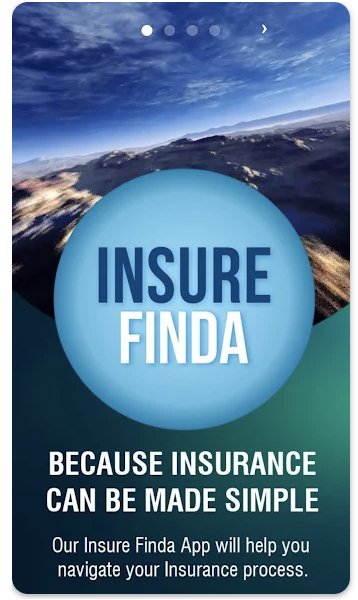 INSURE
FINDA
BECAUSE INSURANCE
CAN BE MADE SIMPLE
Our Insure Finda App will help you
navigate your Insurance process.